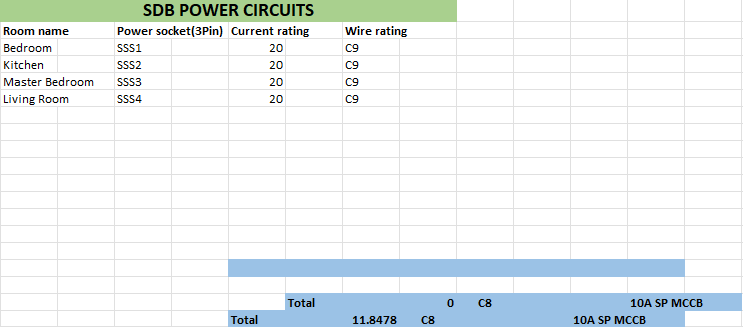 SDB POWER CIRCUITS
Room name Power socket(3Pin) Current rating Wire rating
Bedroom SSS1 20 C9
Kitchen SSS2 20 C9
Master Bedroom SSS3 20 C9
Living Room SSS4 20 C9
Total 0 C8 10A SP MCCB
Total 11.8478 C8 10A SP MCCB